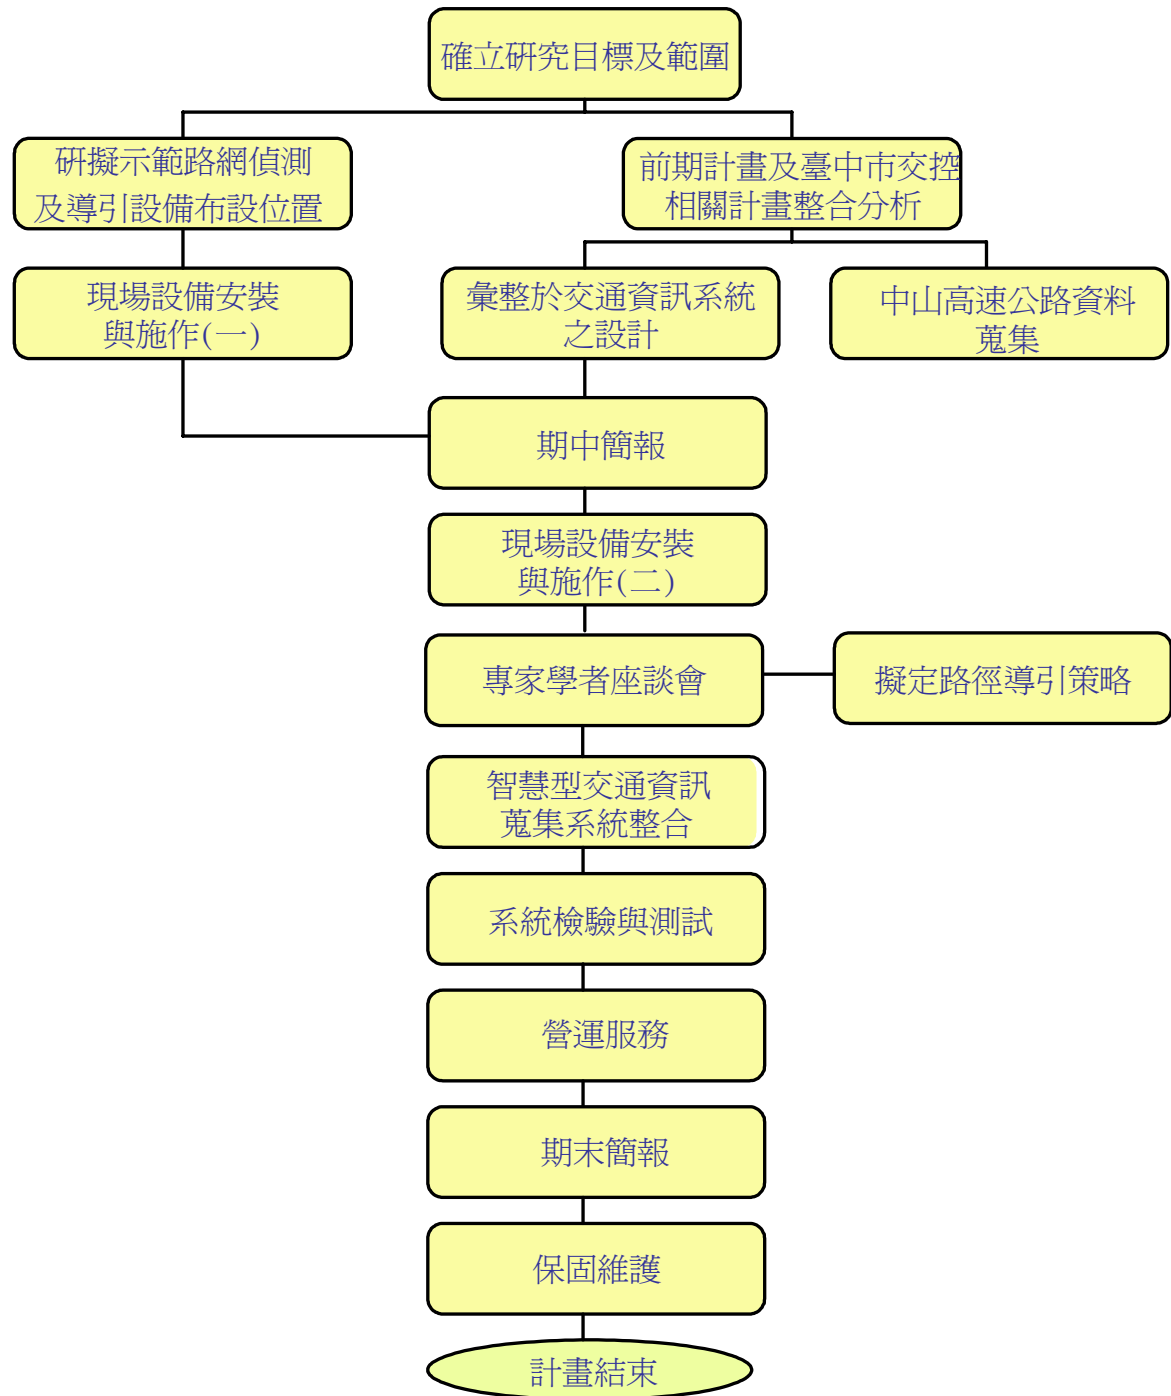 確立研究目標及範圍
研擬示範路網偵測
及導引設備布設位置
前期計畫及臺中市交控
相關計畫整合分析
現場設備安裝
與施作(一)
彙整於交通資訊系統
之設計
中山高速公路資料
蒐集
期中簡報
現場設備安裝
與施作(二)
專家學者座談會
擬定路徑導引策略
智慧型交通資訊
蒐集系統整合
系統檢驗與測試
營運服務
期末簡報
保固維護
計畫結束